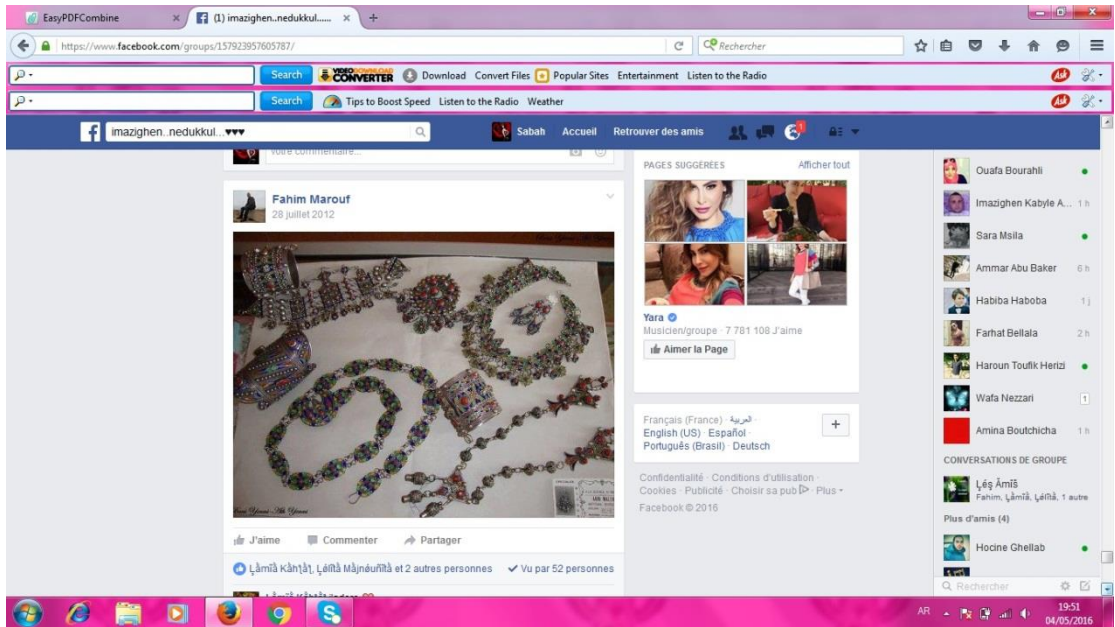 EasyPDFCombine
(1) imazighen..nedukkul......
https://www.facebook.com/groups/157923957605787/
Rechercher
Search
VIDEO DOWNLOAD CONVERTER
Download
Convert Files
Popular Sites
Entertainment
Listen to the Radio
Ask
Search
Tips to Boost Speed
Listen to the Radio
Weather
Ask
imazighen..nedukkul...♥♥♥
Sabah
Accueil
Retrouver des amis
1
Votre commentaire...
Fahim Marouf
28 juillet 2012
J'aime
Commenter
Partager
Vu par 52 personnes
PAGES SUGGÉRÉES
Afficher tout
Yara
Musicien/groupe · 7 781 108 J'aime
Aimer la Page
Français (France) · العربية ·
English (US) · Español ·
Português (Brasil) · Deutsch
Confidentialité · Conditions d'utilisation ·
Cookies · Publicité · Choisir sa pub · Plus
Facebook © 2016
Ouafa Bourahli
Imazighen Kabyle A... 1 h
Sara Msila
Ammar Abu Baker 6 h
Habiba Haboba 1 j
Farhat Bellala 2 h
Haroun Toufik Herizi
Wafa Nezzari 1
Amina Boutchicha 1 h
CONVERSATIONS DE GROUPE
Plus d'amis (4)
Hocine Ghellab
Rechercher
AR
19:51
04/05/2016